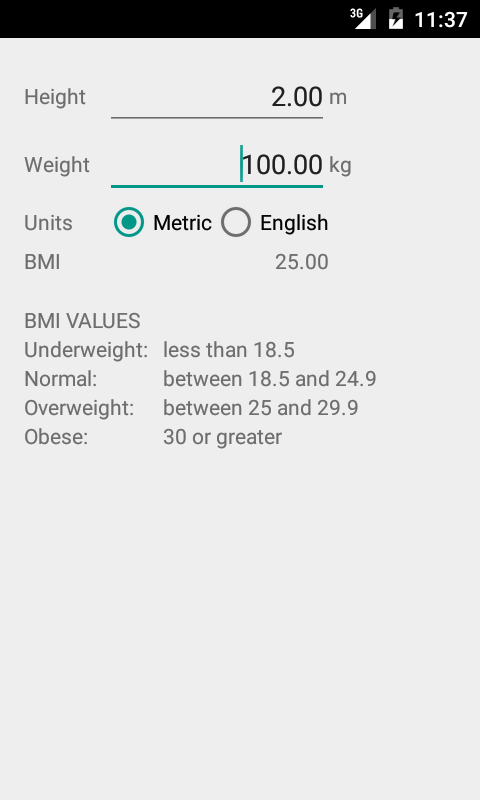 3G 11:37
Height 2.00 m
Weight 100.00 kg
Units Metric English
BMI 25.00
BMI VALUES
Underweight: less than 18.5
Normal: between 18.5 and 24.9
Overweight: between 25 and 29.9
Obese: 30 or greater